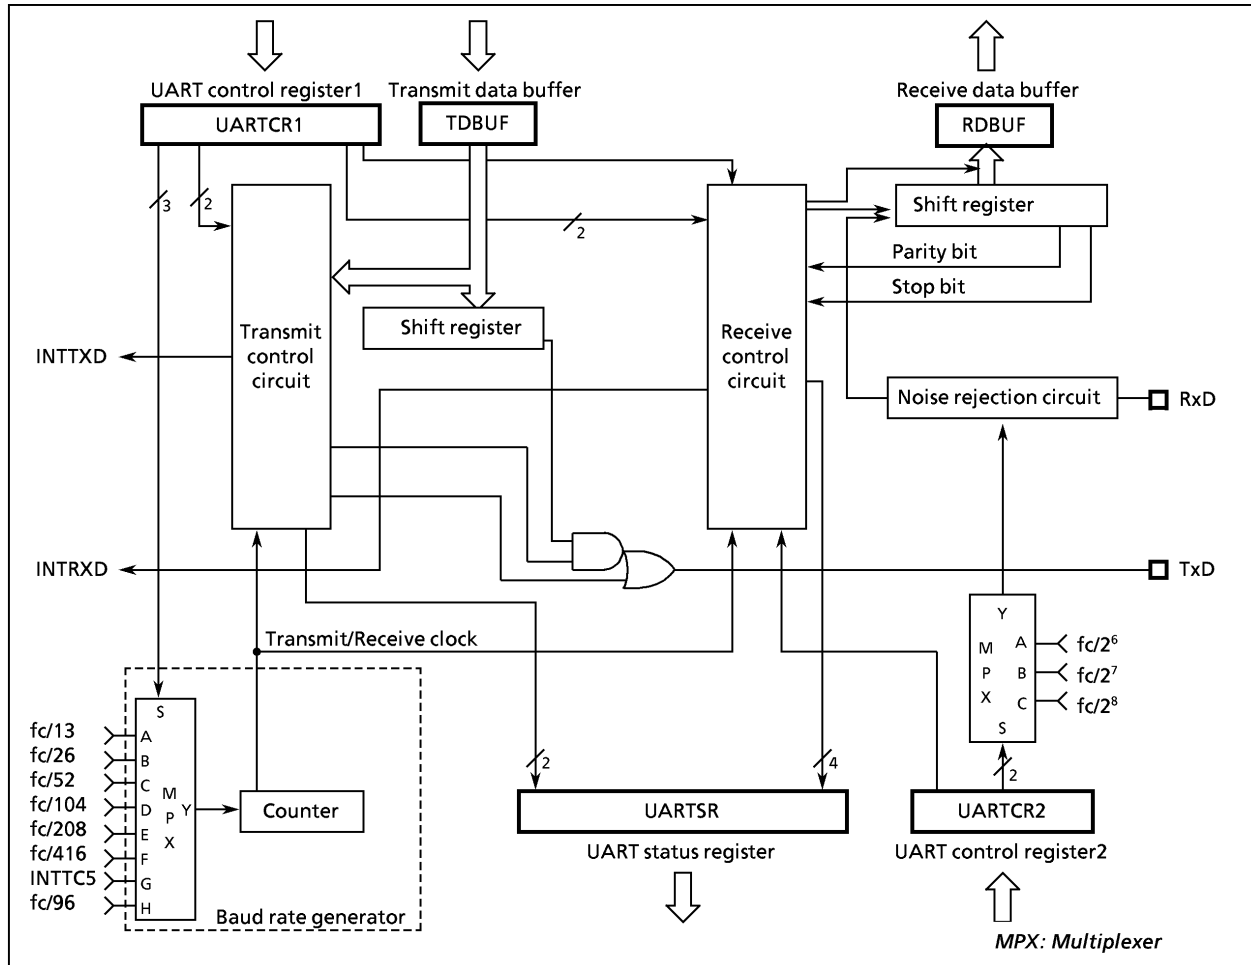 UART control register1
Transmit data buffer
Receive data buffer
UARTCR1
TDBUF
RDBUF
3
2
2
Shift register
Parity bit
Stop bit
Shift register
Transmit
control
circuit
Receive
control
circuit
INTTXD
Noise rejection circuit
RxD
INTRXD
TxD
Transmit/Receive clock
Y
M
P
X
A
B
C
S
fc/2⁶
fc/2⁷
fc/2⁸
2
4
2
S
fc/13
fc/26
fc/52
fc/104
fc/208
fc/416
INTTC5
fc/96
A
B
C
D
E
F
G
H
M
P
X
Y
Counter
Baud rate generator
UARTSR
UART status register
UARTCR2
UART control register2
MPX: Multiplexer